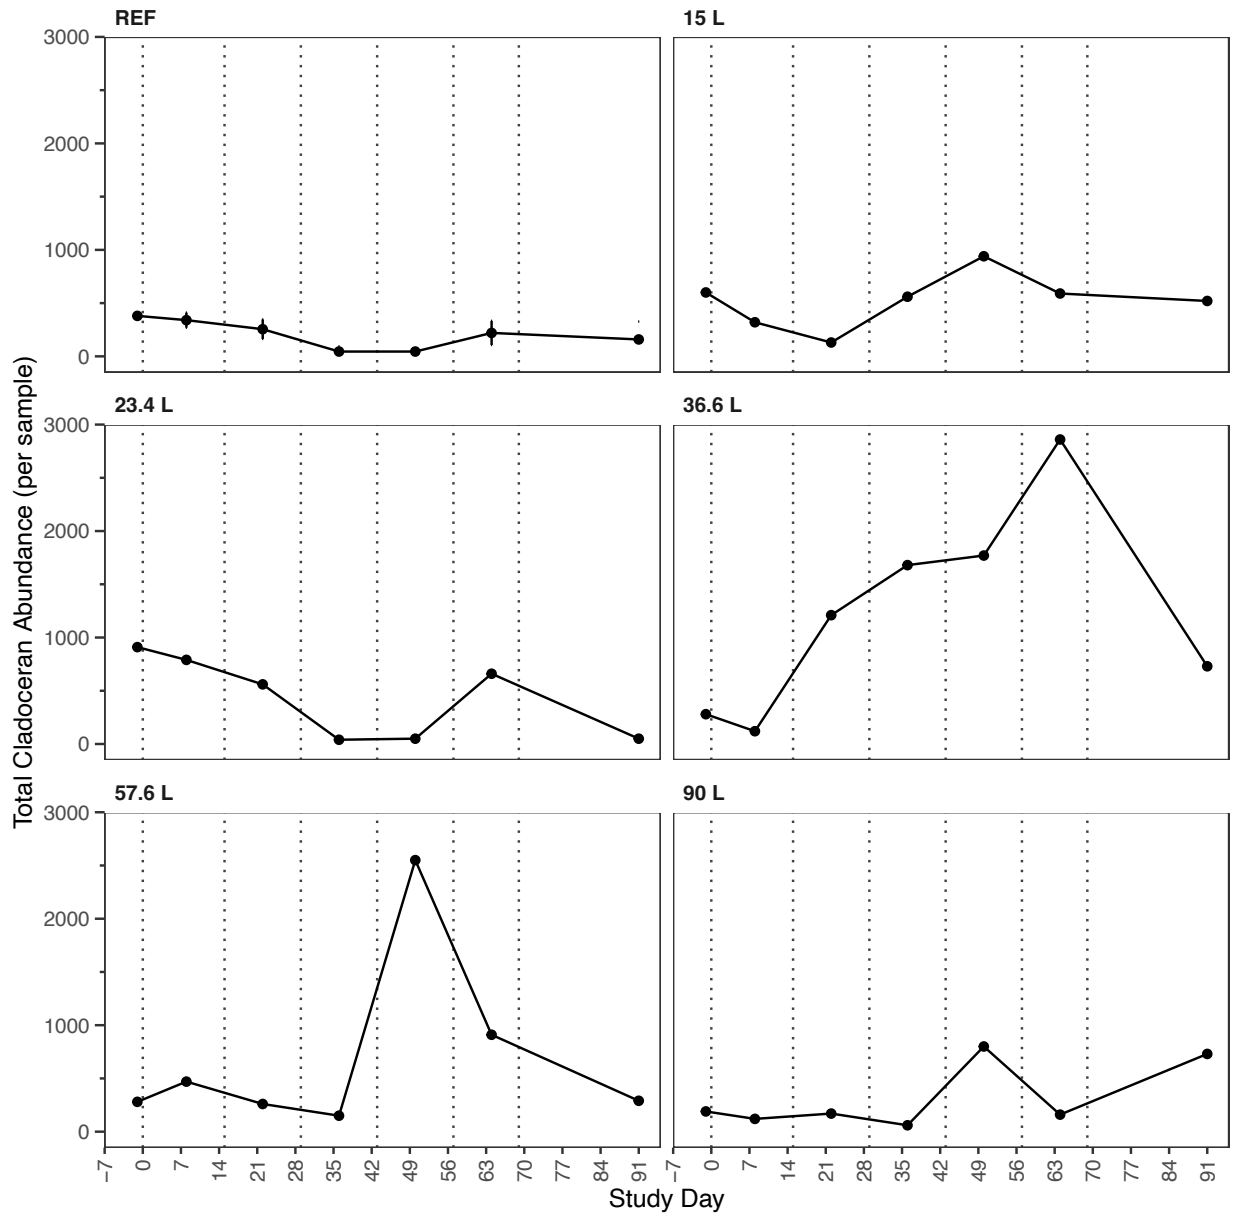 REF
15 L
3000
2000
1000
0
23.4 L
36.6 L
3000
2000
1000
0
Total Cladoceran Abundance (per sample)
57.6 L
90 L
3000
2000
1000
0
−7 0 7 14 21 28 35 42 49 56 63 70 77 84 91
−7 0 7 14 21 28 35 42 49 56 63 70 77 84 91
Study Day